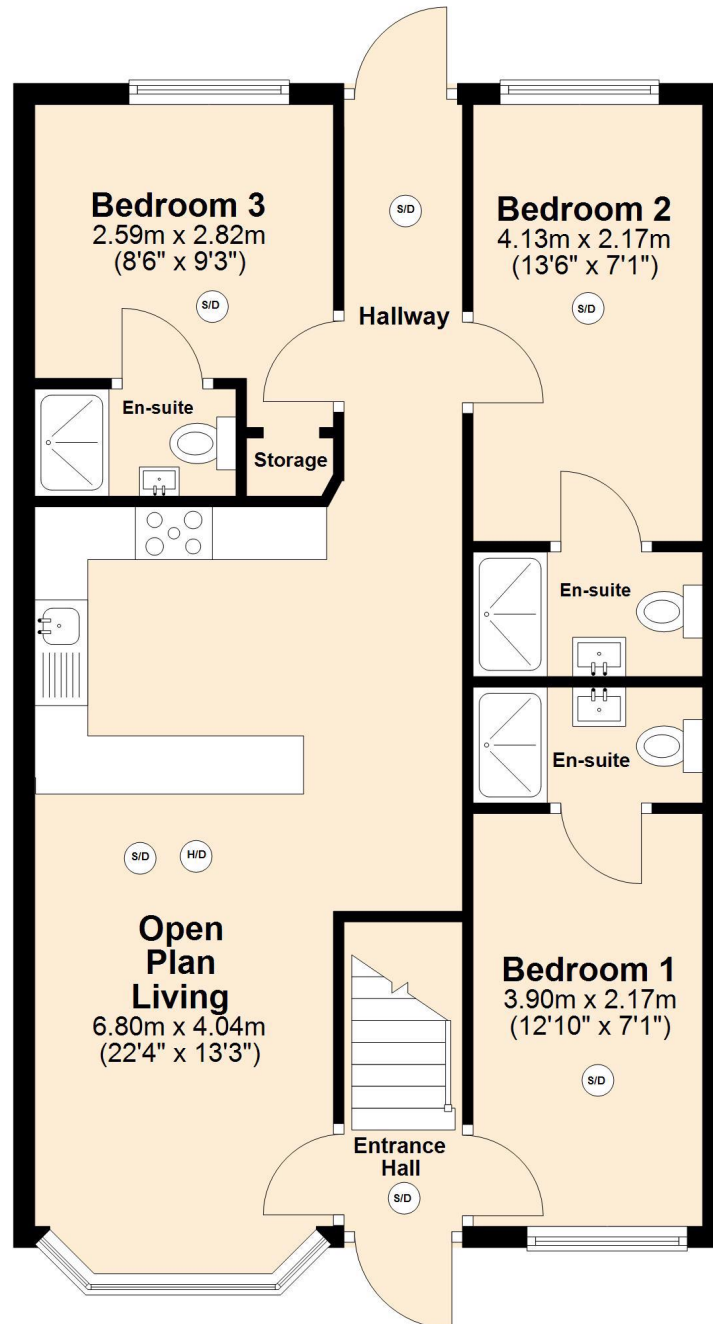 Bedroom 3
2.59m x 2.82m
(8'6" x 9'3")
S/D
S/D
Hallway
Bedroom 2
4.13m x 2.17m
(13'6" x 7'1")
S/D
En-suite
Storage
En-suite
En-suite
S/D
H/D
Open
Plan
Living
6.80m x 4.04m
(22'4" x 13'3")
Bedroom 1
3.90m x 2.17m
(12'10" x 7'1")
S/D
Entrance
Hall
S/D